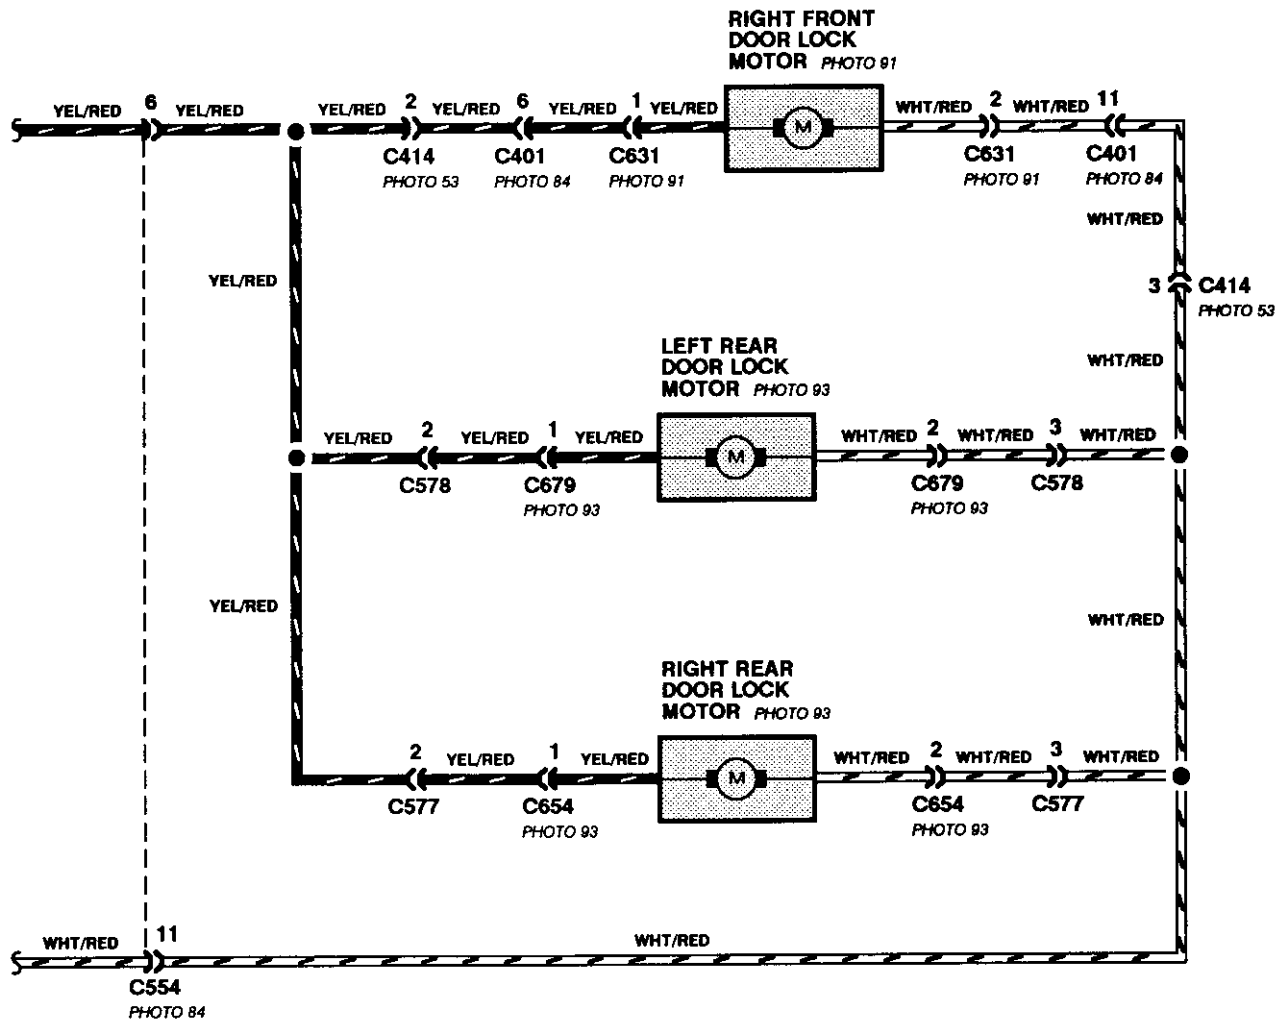 RIGHT FRONT
DOOR LOCK
MOTOR PHOTO 91
YEL/RED 6 YEL/RED YEL/RED 2 YEL/RED 6 YEL/RED 1 YEL/RED M WHT/RED 2 WHT/RED 11
C414 C401 C631 C631 C401
PHOTO 53 PHOTO 84 PHOTO 91 PHOTO 91 PHOTO 84
WHT/RED
YEL/RED 3 C414
PHOTO 53
LEFT REAR
DOOR LOCK
MOTOR PHOTO 93
WHT/RED
YEL/RED 2 YEL/RED 1 YEL/RED M WHT/RED 2 WHT/RED 3 WHT/RED
C578 C679 C679 C578
PHOTO 93 PHOTO 93
YEL/RED WHT/RED
RIGHT REAR
DOOR LOCK
MOTOR PHOTO 93
2 YEL/RED 1 YEL/RED M WHT/RED 2 WHT/RED 3 WHT/RED
C577 C654 C654 C577
PHOTO 93 PHOTO 93
WHT/RED 11 WHT/RED
C554
PHOTO 84